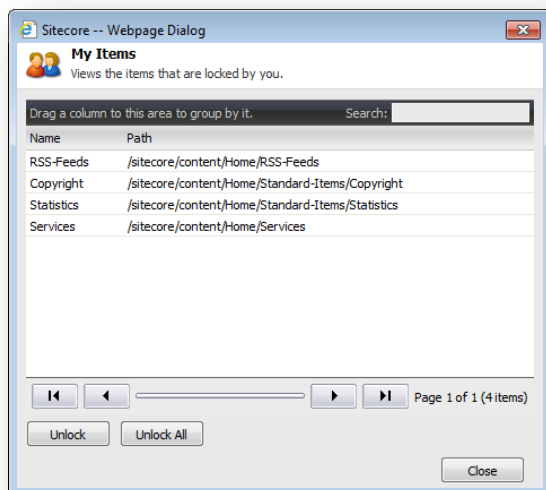 Sitecore -- Webpage Dialog
My Items
Views the items that are locked by you.
Drag a column to this area to group by it. Search:
Name Path
RSS-Feeds /sitecore/content/Home/RSS-Feeds
Copyright /sitecore/content/Home/Standard-Items/Copyright
Statistics /sitecore/content/Home/Standard-Items/Statistics
Services /sitecore/content/Home/Services
Page 1 of 1 (4 items)
Unlock Unlock All
Close